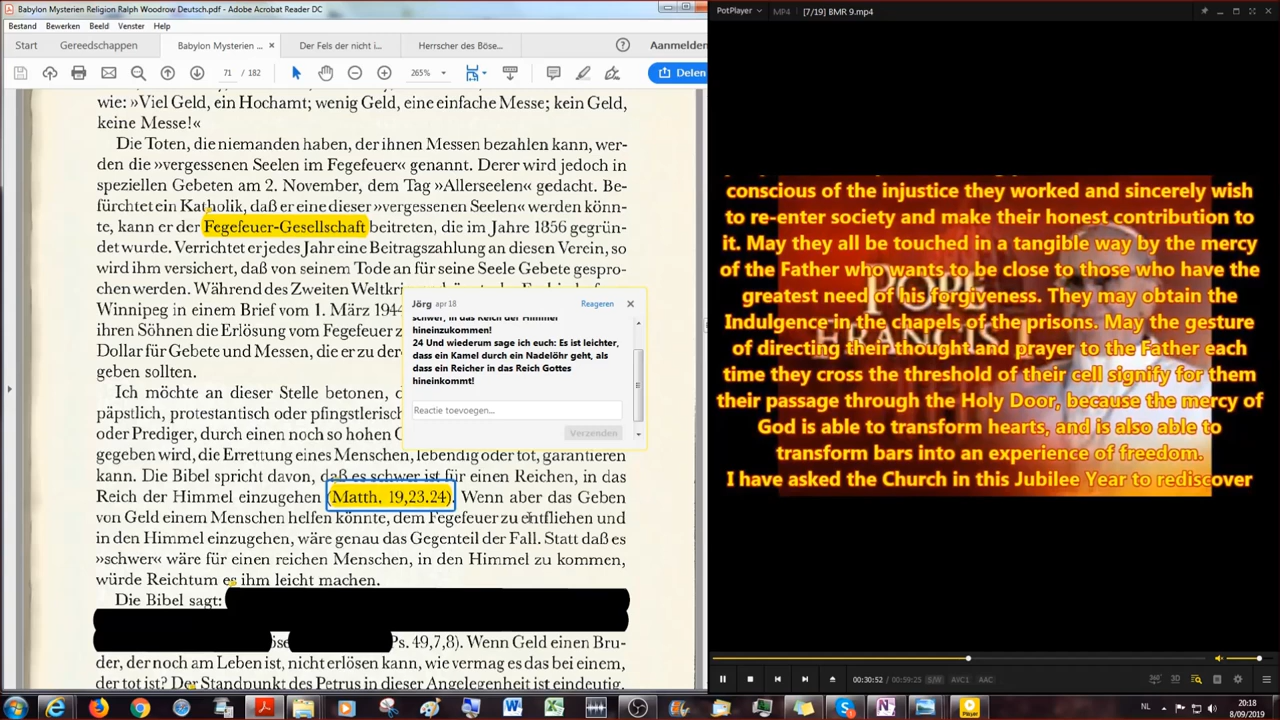 Babylon Mysterien Religion Ralph Woodrow Deutsch.pdf - Adobe Acrobat Reader DC
Bestand Bewerken Beeld Venster Help
Start Gereedschappen Babylon Mysterien ... × Der Fels der nicht i... Herrscher des Böse... Aanmelden
71 / 182 265% Delen
wie: »Viel Geld, ein Hochamt; wenig Geld, eine einfache Messe; kein Geld,
keine Messe!«
Die Toten, die niemanden haben, der ihnen Messen bezahlen kann, wer-
den die »vergessenen Seelen im Fegefeuer« genannt. Derer wird jedoch in
speziellen Gebeten am 2. November, dem Tag »Allerseelen« gedacht. Be-
fürchtet ein Katholik, daß er eine dieser »vergessenen Seelen« werden könn-
te, kann er der Fegefeuer-Gesellschaft beitreten, die im Jahre 1856 gegrün-
det wurde. Verrichtet er jedes Jahr eine Beitragszahlung an diesen Verein, so
wird ihm versichert, daß von seinem Tode an für seine Seele Gebete gespro-
chen werden. Während des Zweiten Weltkri
Winnipeg in einem Brief vom 1. März 1944
ihren Söhnen die Erlösung vom Fegefeuer
Dollar für Gebete und Messen, die er zu de
geben sollten.
Ich möchte an dieser Stelle betonen, d
päpstlich, protestantisch oder pfingstlerisc
oder Prediger, durch einen noch so hohen
gegeben wird, die Errettung eines Menschen, lebendig oder tot, garantieren
kann. Die Bibel spricht davon, daß es schwer ist für einen Reichen, in das
Reich der Himmel einzugehen (Matth. 19,23.24). Wenn aber das Geben
von Geld einem Menschen helfen könnte, dem Fegefeuer zu entfliehen und
in den Himmel einzugehen, wäre genau das Gegenteil der Fall. Statt daß es
»schwer« wäre für einen reichen Menschen, in den Himmel zu kommen,
würde Reichtum es ihm leicht machen.
Die Bibel sagt:
Ps. 49,7,8). Wenn Geld einen Bru-
der, der noch am Leben ist, nicht erlösen kann, wie vermag es das bei einem,
der tot ist? Der Standpunkt des Petrus in dieser Angelegenheit ist eindeutig.
Jörg apr 18 Reageren
schwer, in das Reich der Himmel
hineinzukommen!
24 Und wiederum sage ich euch: Es ist leichter,
dass ein Kamel durch ein Nadelöhr geht, als
dass ein Reicher in das Reich Gottes
hineinkommt!
Reactie toevoegen...
Verzenden
PotPlayer MP4 [7/19] BMR 9.mp4
conscious of the injustice they worked and sincerely wish
to re-enter society and make their honest contribution to
it. May they all be touched in a tangible way by the mercy
of the Father who wants to be close to those who have the
greatest need of his forgiveness. They may obtain the
Indulgence in the chapels of the prisons. May the gesture
of directing their thought and prayer to the Father each
time they cross the threshold of their cell signify for them
their passage through the Holy Door, because the mercy of
God is able to transform hearts, and is also able to
transform bars into an experience of freedom.
I have asked the Church in this Jubilee Year to rediscover
POPE
FRANCIS I
00:30:52 / 00:59:25 S/W AVC1 AAC
360° 3D
NL 20:18
8/09/2019